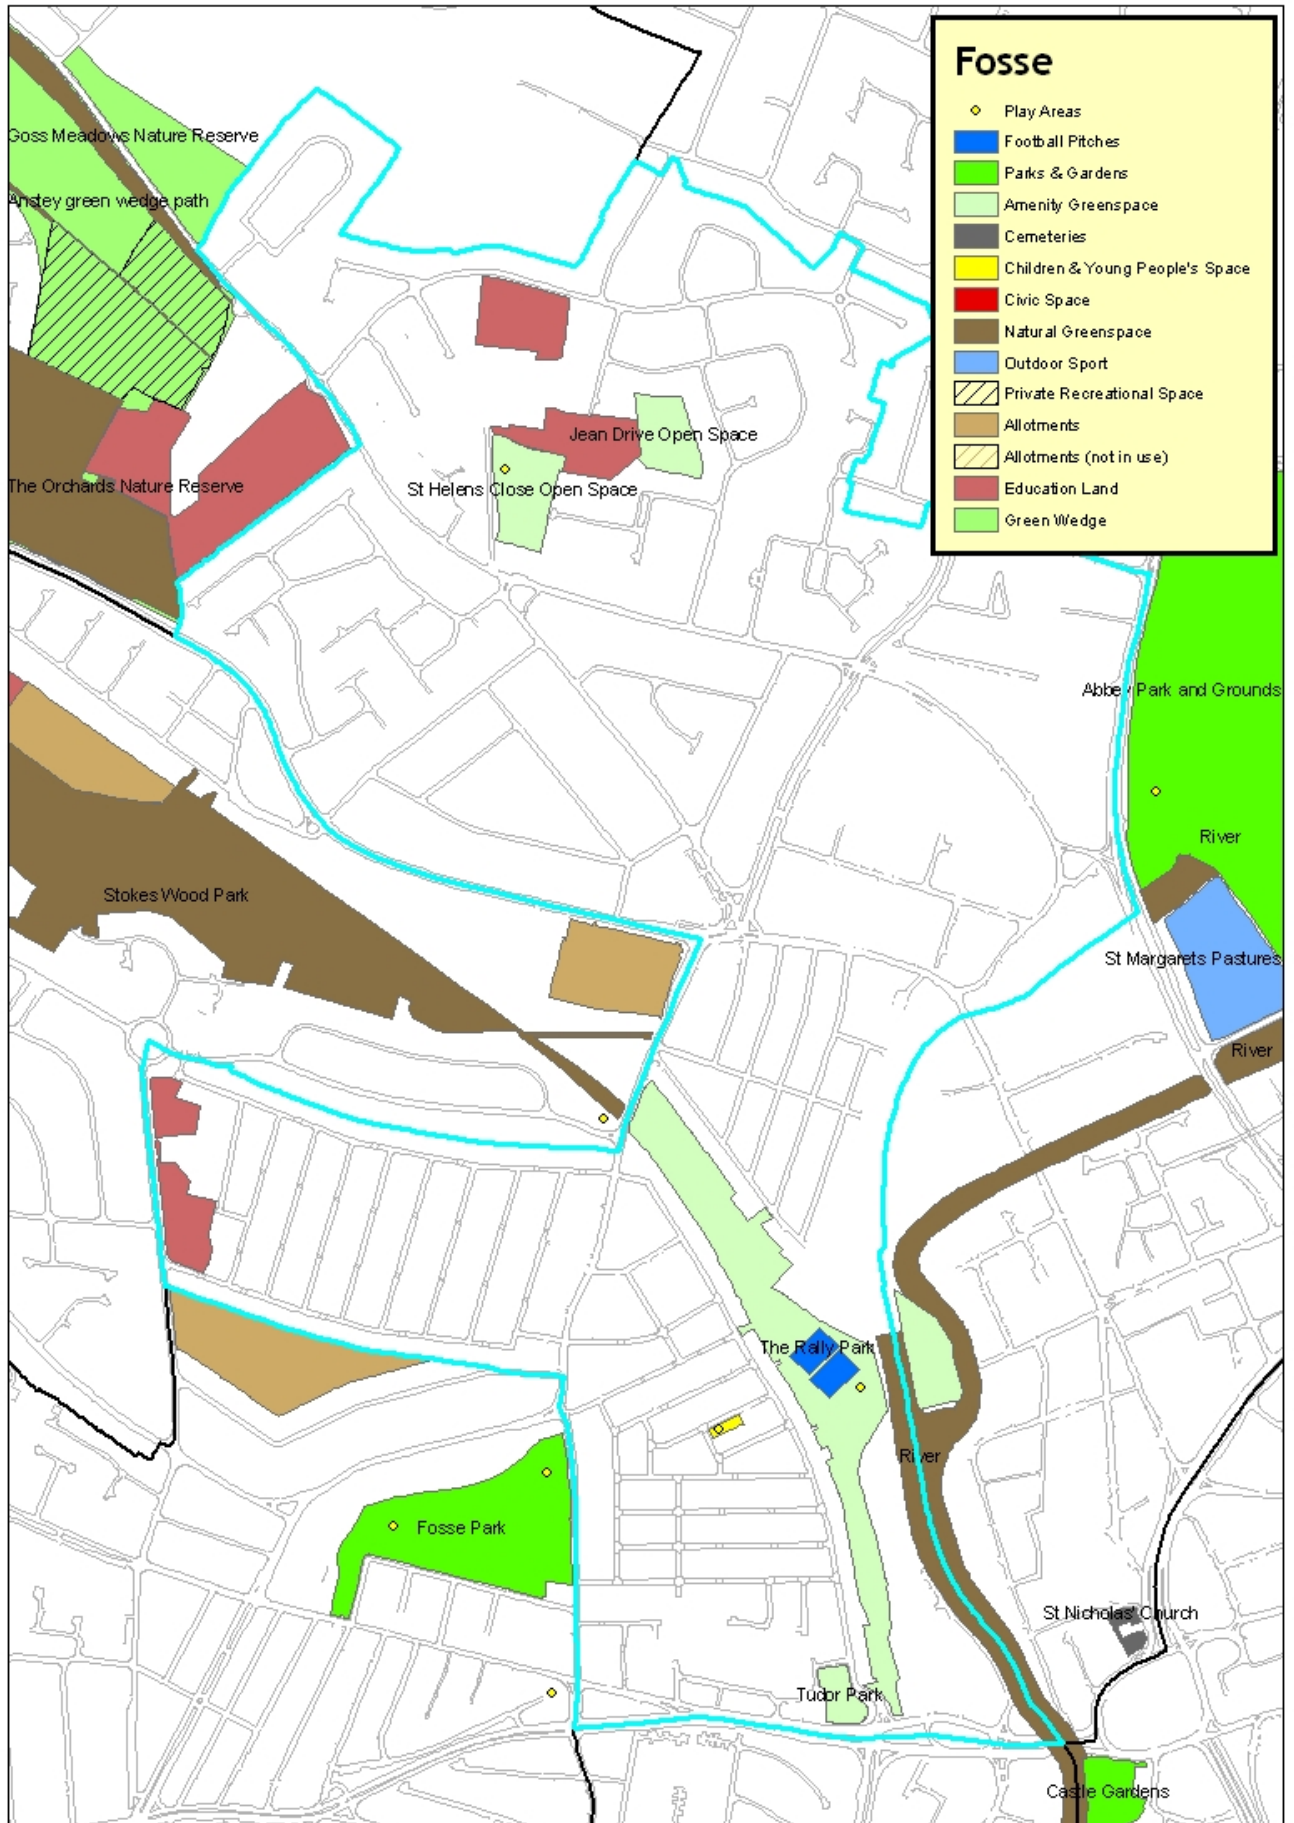 Fosse
Play Areas
Football Pitches
Parks & Gardens
Amenity Greenspace
Cemeteries
Children & Young People's Space
Civic Space
Natural Greenspace
Outdoor Sport
Private Recreational Space
Allotments
Allotments (not in use)
Education Land
Green Wedge
Goss Meadows Nature Reserve
Anstey green wedge path
Jean Drive Open Space
The Orchards Nature Reserve
St Helens Close Open Space
Abbey Park and Grounds
River
Stokes Wood Park
St Margarets Pastures
River
The Rally Park
River
Fosse Park
St Nicholas' Church
Tudor Park
Castle Gardens